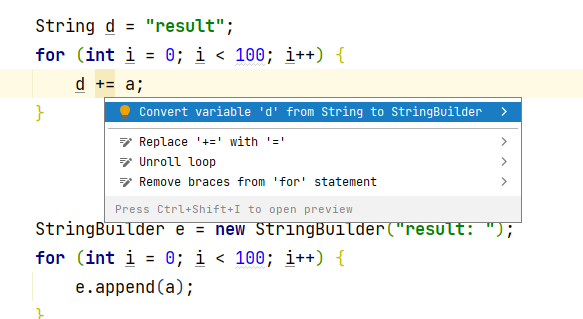 String d = "result";
for (int i = 0; i < 100; i++) {
    d += a;
}
Convert variable 'd' from String to StringBuilder
Replace '+=' with '='
Unroll loop
Remove braces from 'for' statement
Press Ctrl+Shift+I to open preview
StringBuilder e = new StringBuilder("result: ");
for (int i = 0; i < 100; i++) {
    e.append(a);
}